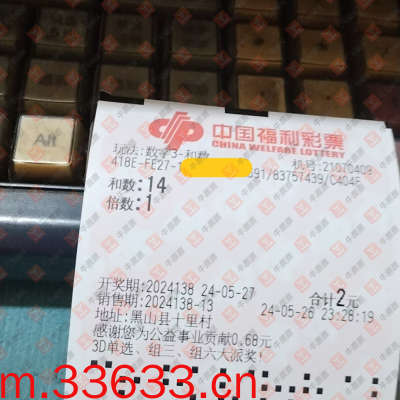 Alt
中国福利彩票
CHINA WELFARE LOTTERY
玩法:数字3-和数
机号:2107C408
418E-FE27-
91783757439/C404F
和数:14
倍数:1
开奖期:2024138 24-05-27
合计2元
销售期:2024138-13
24-05-26 23:28:19
地址:黑山县十里村
感谢您为公益事业贡献0.68元。
3D单选、组三、组六大派奖!
m.33633.cn